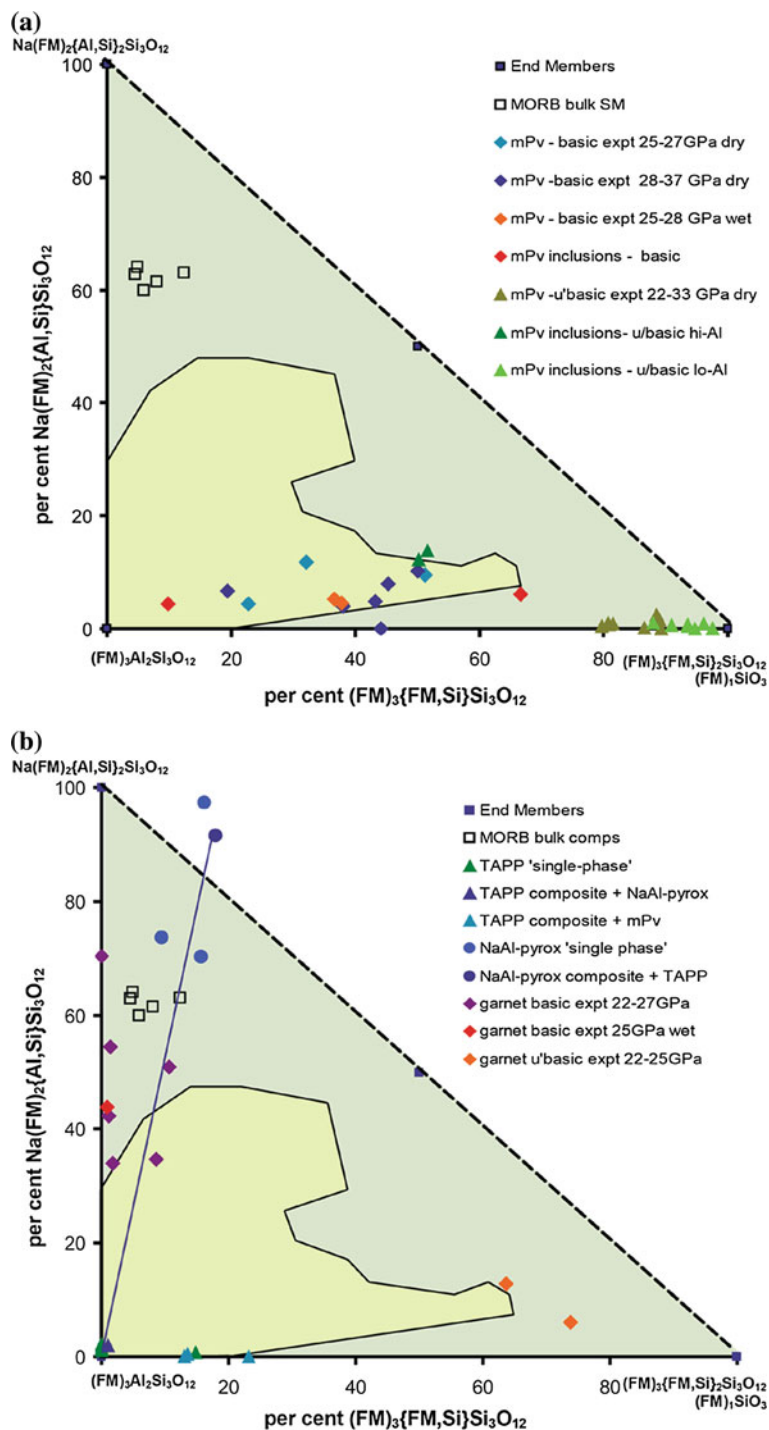 (a)
Na(FM)₂{Al,Si}₂Si₃O₁₂
100
80
60
40
20
0
per cent Na(FM)₂{Al,Si}Si₃O₁₂
End Members
MORB bulk SM
mPv - basic expt 25-27GPa dry
mPv -basic expt 28-37 GPa dry
mPv - basic expt 25-28 GPa wet
mPv inclusions - basic
mPv -u'basic expt 22-33 GPa dry
mPv inclusions- u/basic hi-Al
mPv inclusions - u/basic lo-Al
(FM)₃Al₂Si₃O₁₂
20
40
60
80
100
(FM)₃{FM,Si}₂Si₃O₁₂
(FM)₁SiO₃
per cent (FM)₃{FM,Si}Si₃O₁₂
(b)
Na(FM)₂{Al,Si}₂Si₃O₁₂
100
80
60
40
20
0
per cent Na(FM)₂{Al,Si}Si₃O₁₂
End Members
MORB bulk comps
TAPP 'single-phase'
TAPP composite + NaAl-pyrox
TAPP composite + mPv
NaAl-pyrox 'single phase'
NaAl-pyrox composite + TAPP
garnet basic expt 22-27GPa
garnet basic expt 25GPa wet
garnet u'basic expt 22-25GPa
(FM)₃Al₂Si₃O₁₂
20
40
60
80
100
(FM)₃{FM,Si}₂Si₃O₁₂
(FM)₁SiO₃
per cent (FM)₃{FM,Si}Si₃O₁₂